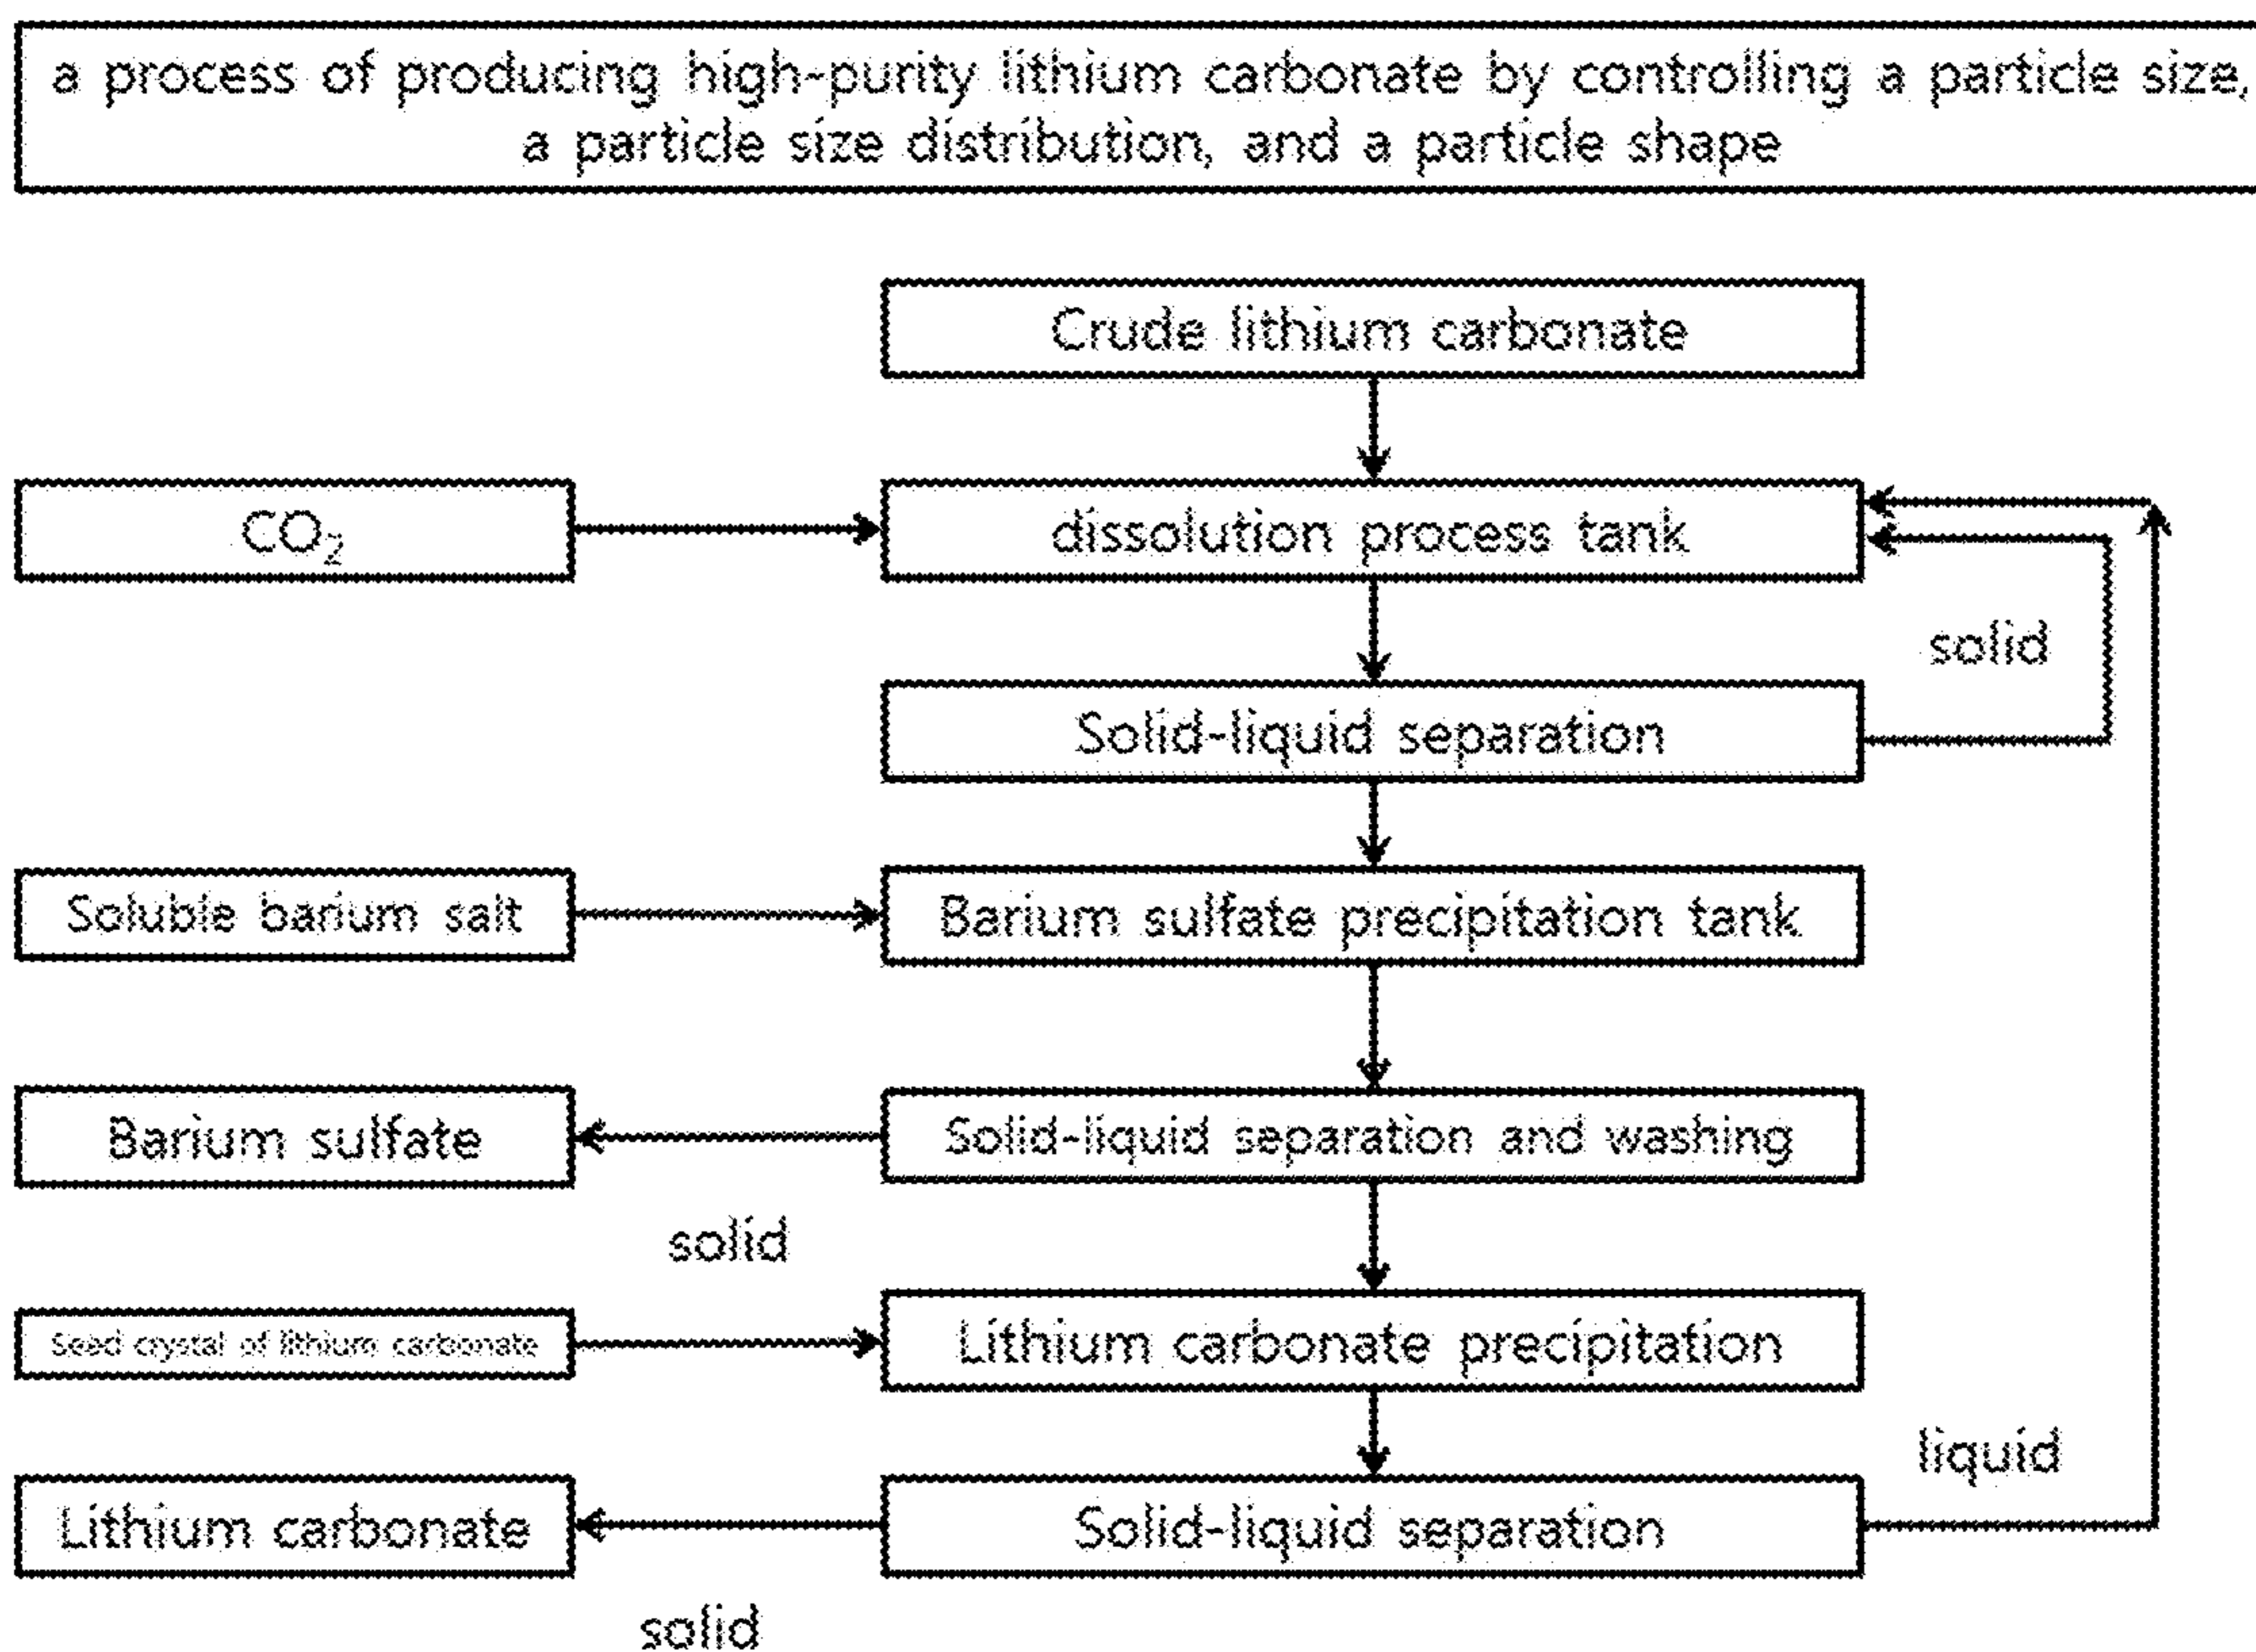 a process of producing high-purity lithium carbonate by controlling a particle size,
a particle size distribution, and a particle shape
Crude lithium carbonate
CO₂
dissolution process tank
solid
Solid-liquid separation
Soluble barium salt
Barium sulfate precipitation tank
Barium sulfate
Solid-liquid separation and washing
solid
Seed crystal of lithium carbonate
Lithium carbonate precipitation
liquid
Lithium carbonate
Solid-liquid separation
solid